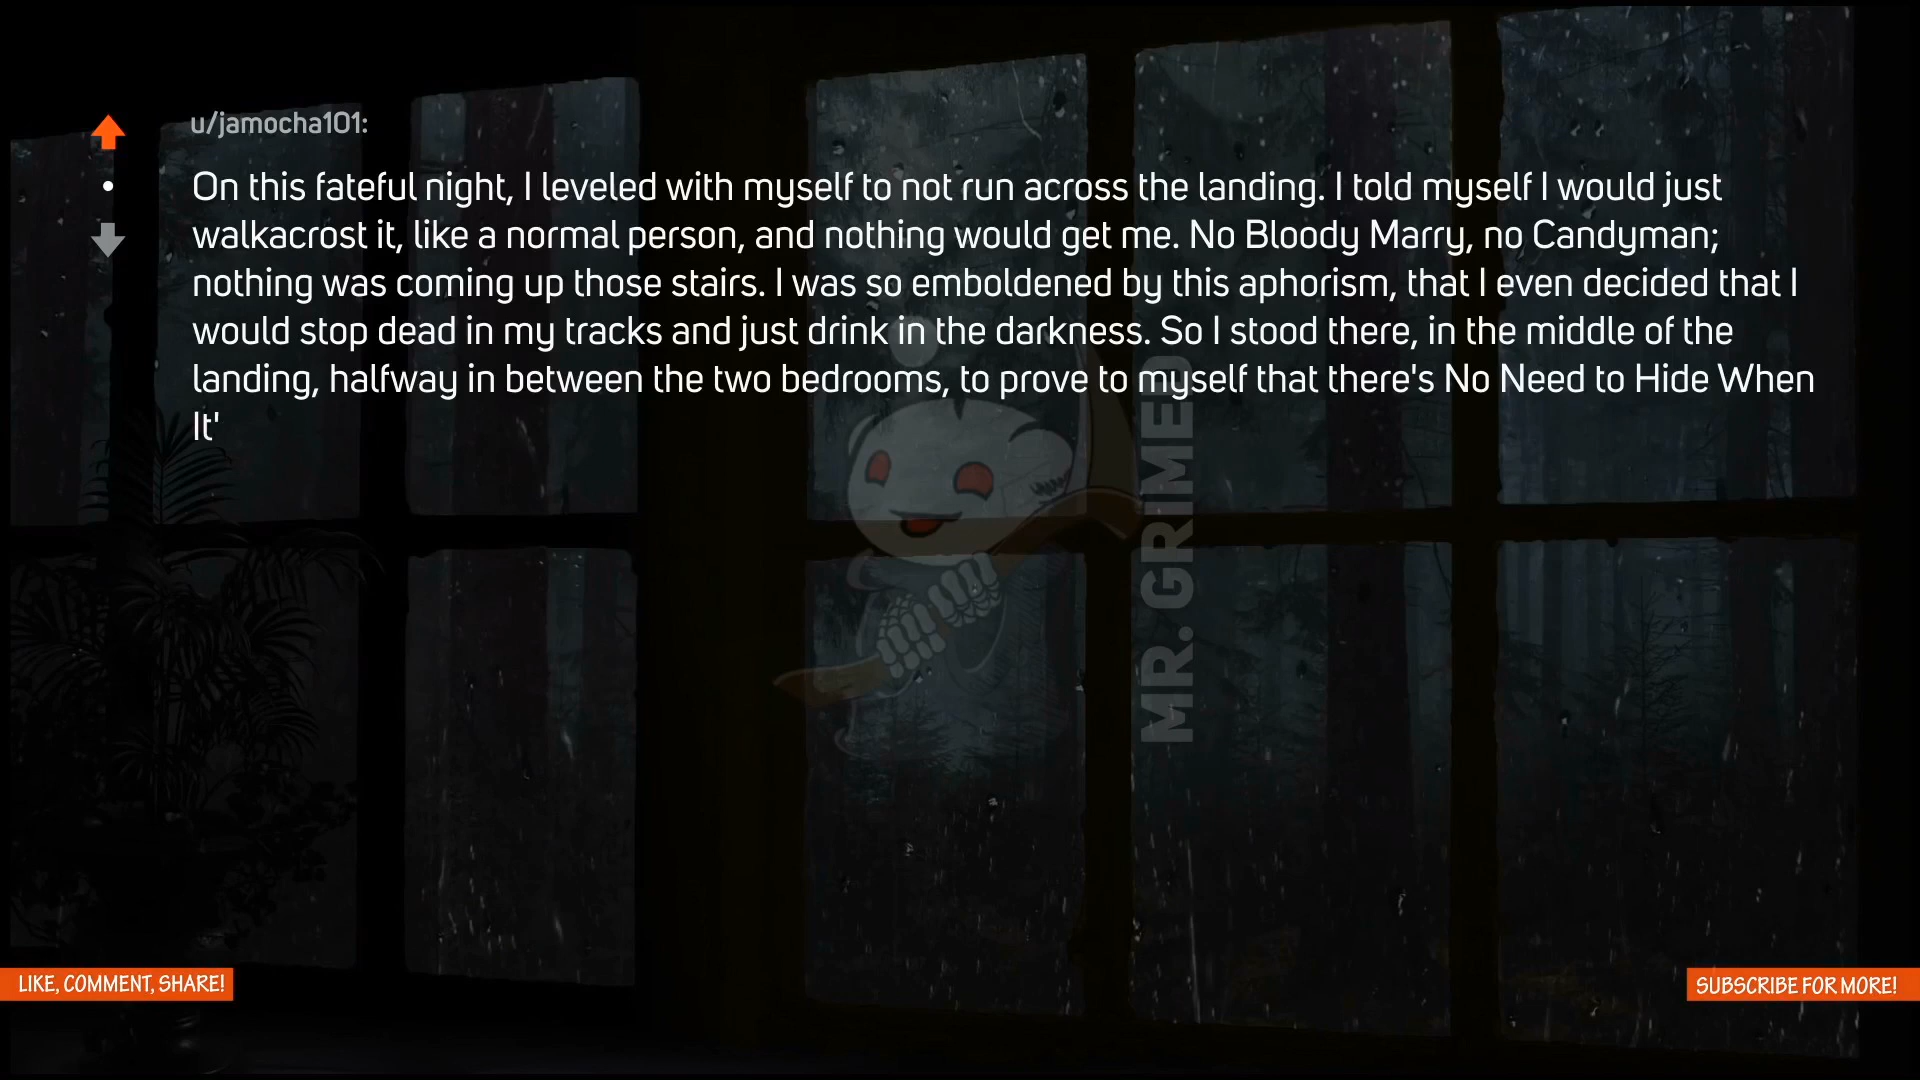 u/jamocha101:
On this fateful night, I leveled with myself to not run across the landing. I told myself I would just
walkacrost it, like a normal person, and nothing would get me. No Bloody Marry, no Candyman;
nothing was coming up those stairs. I was so emboldened by this aphorism, that I even decided that I
would stop dead in my tracks and just drink in the darkness. So I stood there, in the middle of the
landing, halfway in between the two bedrooms, to prove to myself that there's No Need to Hide When
It'
MR. GRIMED
LIKE, COMMENT, SHARE!
SUBSCRIBE FOR MORE!